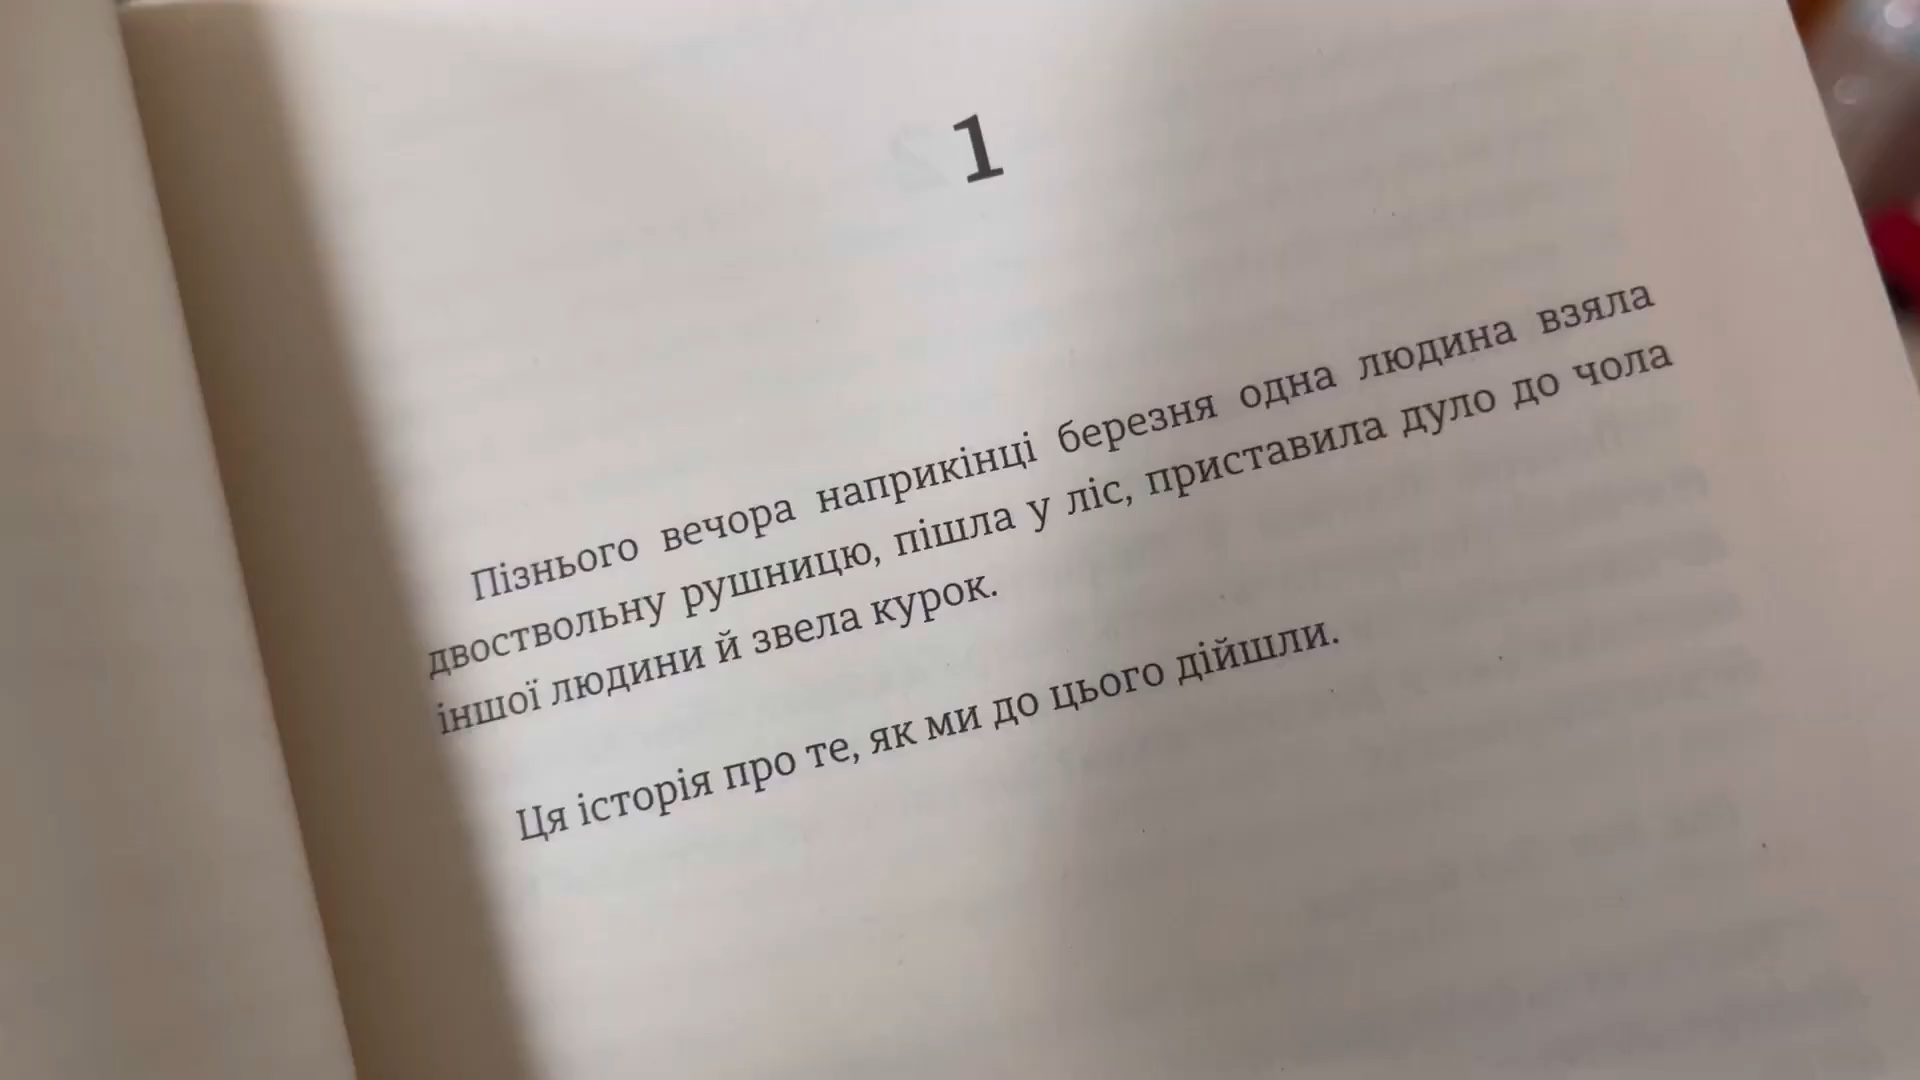 1
Пізнього вечора наприкінці березня одна людина взяла
двоствольну рушницю, пішла у ліс, приставила дуло до чола
іншої людини й звела курок.
Ця історія про те, як ми до цього дійшли.